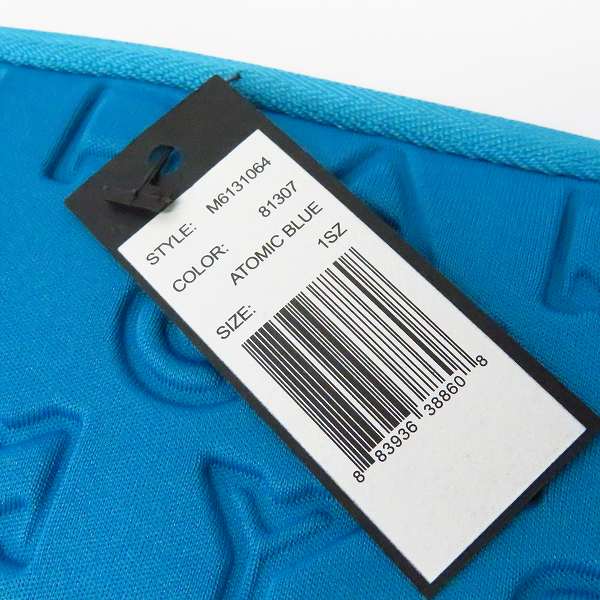 STYLE: M6131064
COLOR: 81307
ATOMIC BLUE
SIZE: 1SZ
8 83936 38860 8